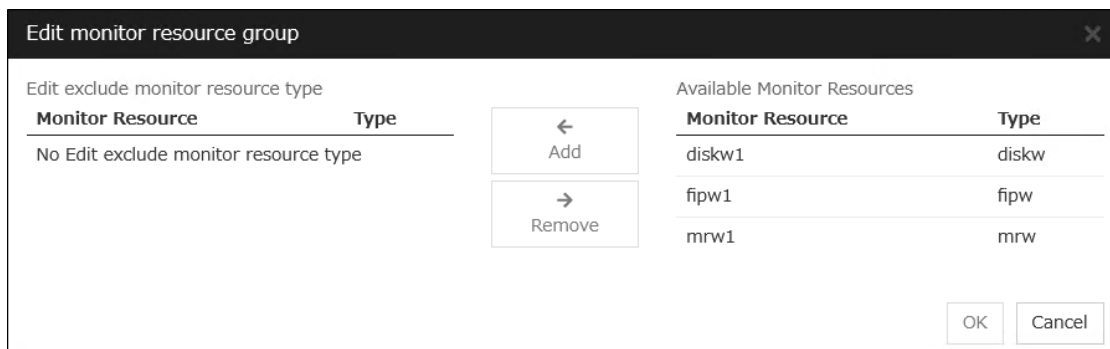 Edit monitor resource group
Edit exclude monitor resource type
Monitor Resource Type
No Edit exclude monitor resource type
Add
Remove
Available Monitor Resources
Monitor Resource Type
diskw1 diskw
fipw1 fipw
mrw1 mrw
OK Cancel